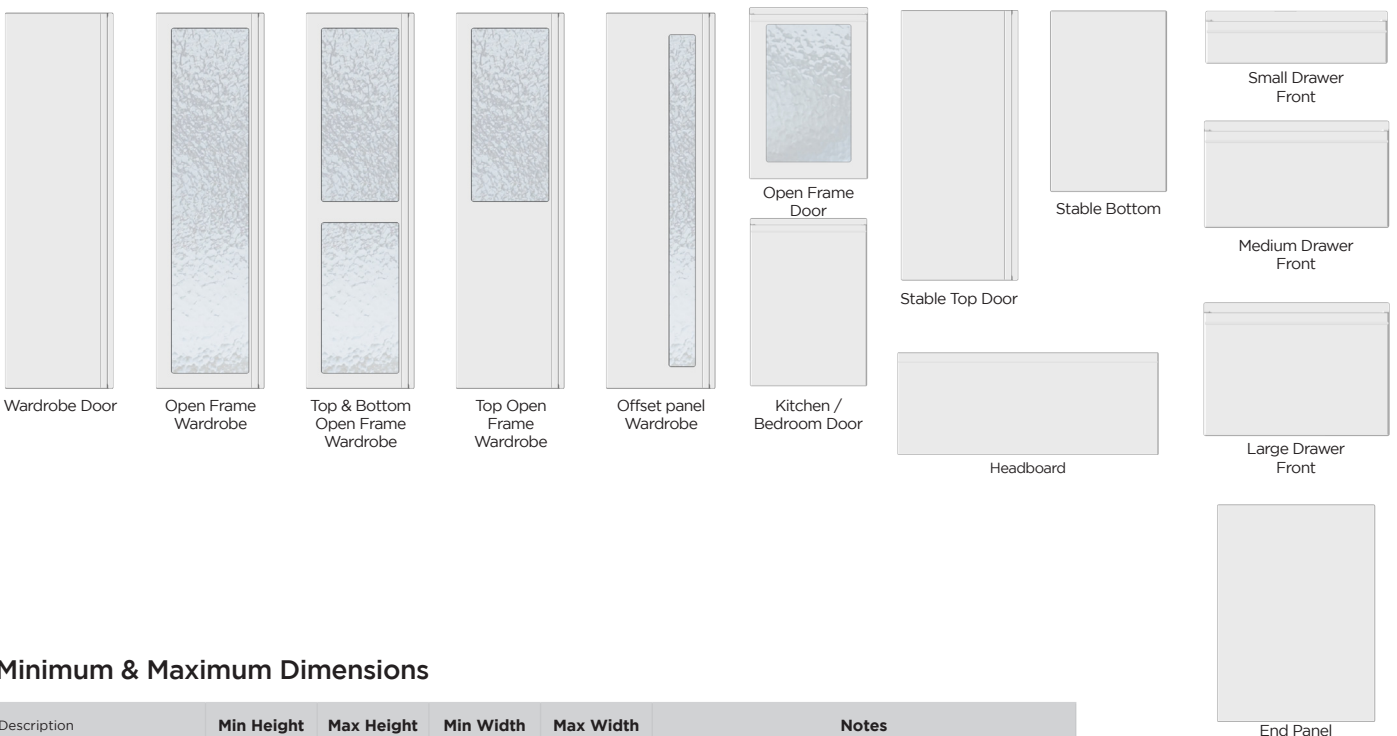 Wardrobe Door
Open Frame
Wardrobe
Top & Bottom
Open Frame
Wardrobe
Top Open
Frame
Wardrobe
Offset panel
Wardrobe
Open Frame
Door
Kitchen /
Bedroom Door
Stable Top Door
Stable Bottom
Headboard
Small Drawer
Front
Medium Drawer
Front
Large Drawer
Front
End Panel
Minimum & Maximum Dimensions
Description Min Height Max Height Min Width Max Width Notes